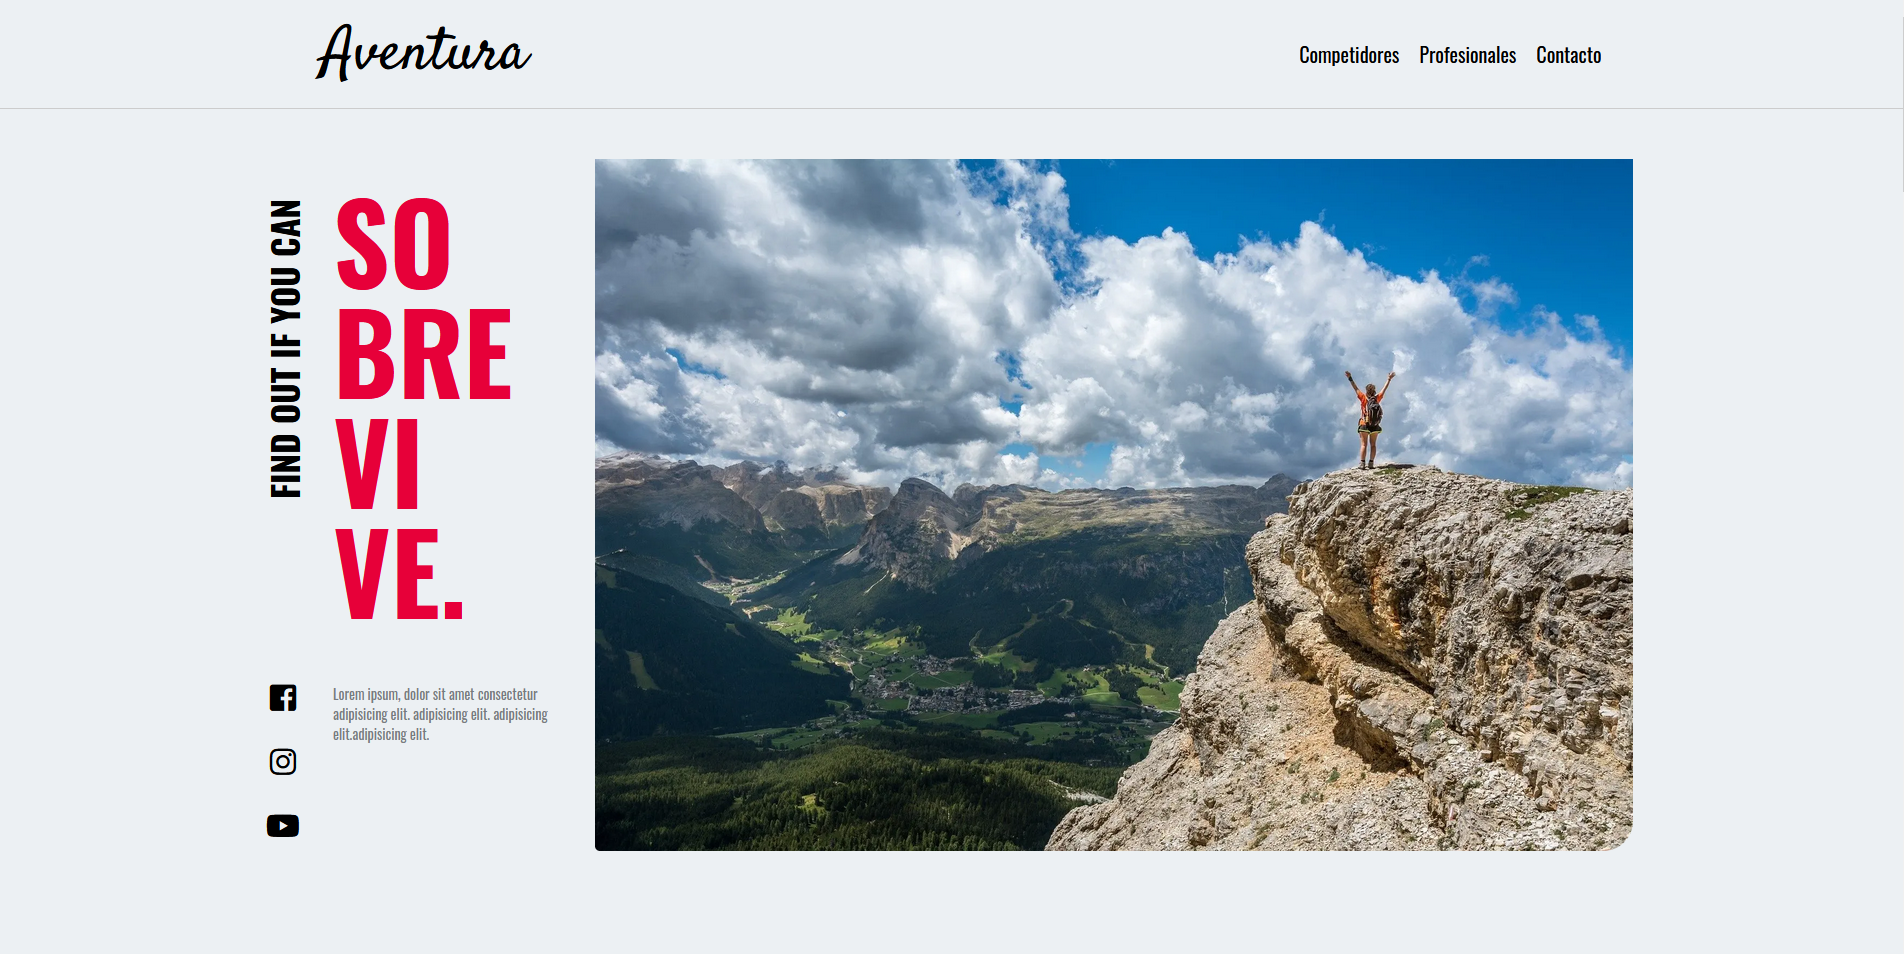 Aventura
Competidores Profesionales Contacto
FIND OUT IF YOU CAN
SO
BRE
VI
VE.
Lorem ipsum, dolor sit amet consectetur
adipisicing elit. adipisicing elit. adipisicing
elit.adipisicing elit.